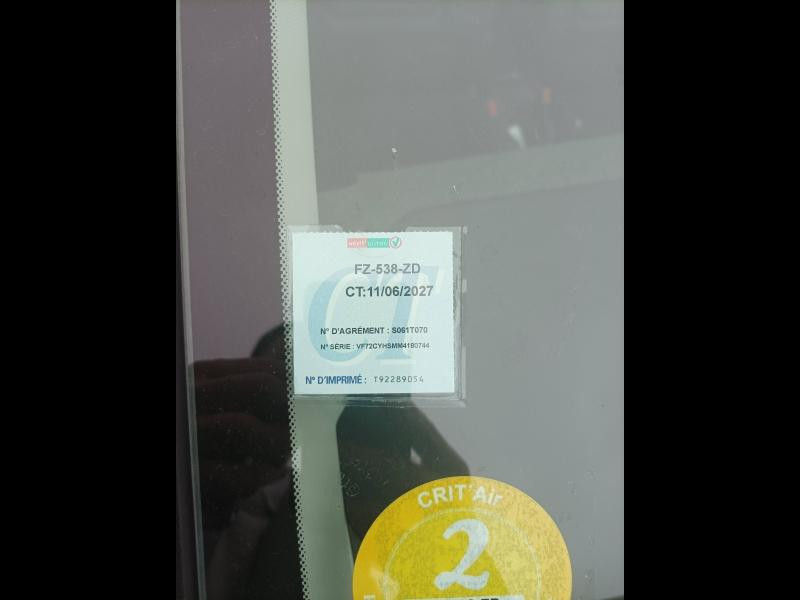 FZ-538-ZD
CT:11/06/2027
N° D'AGRÉMENT : S061T070
N° SÉRIE : VF72CYHSMM4180744
N° D'IMPRIMÉ : T92289054
CRIT'Air
2